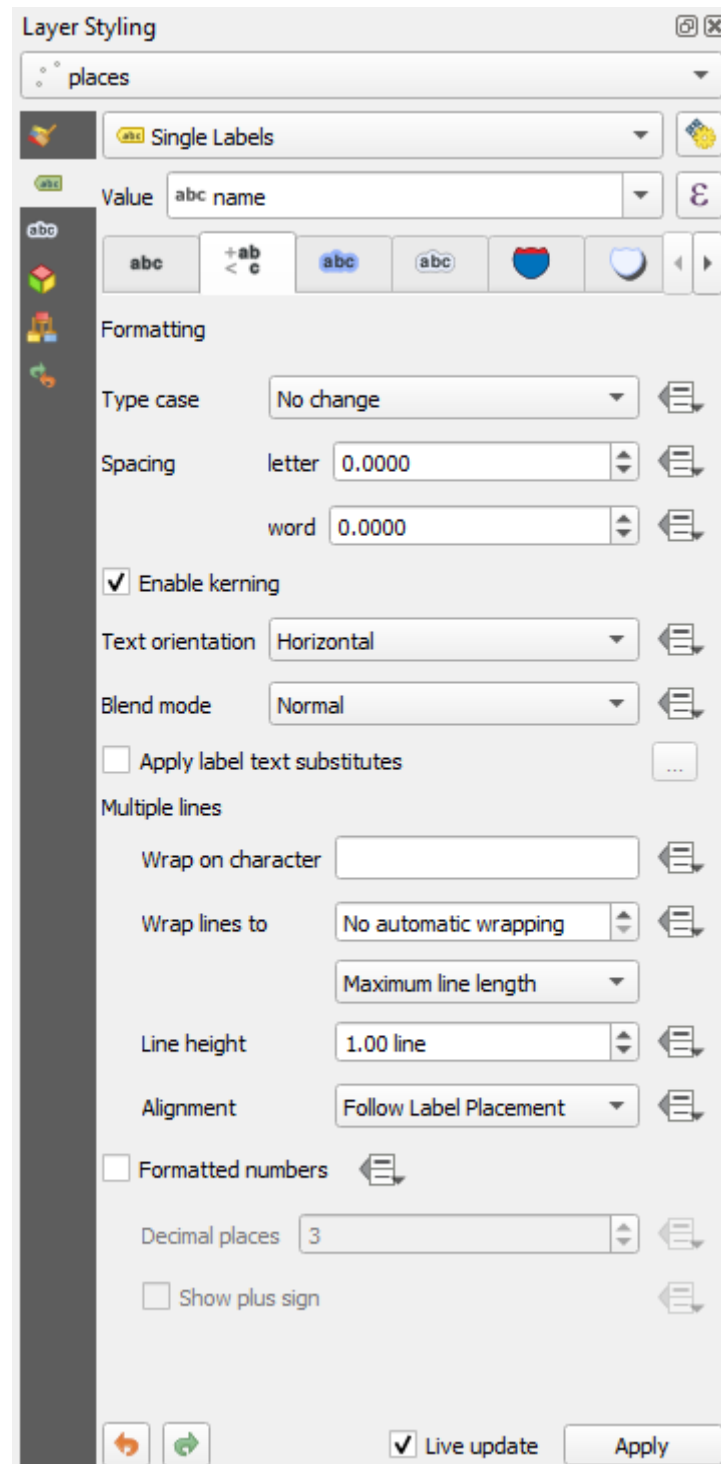 Layer Styling
places
abc Single Labels
Value abc name ε
abc +ab < c abc abc
abc
Formatting
Type case No change
Spacing letter 0.0000
word 0.0000
Enable kerning
Text orientation Horizontal
Blend mode Normal
Apply label text substitutes ...
Multiple lines
Wrap on character
Wrap lines to No automatic wrapping
Maximum line length
Line height 1.00 line
Alignment Follow Label Placement
Formatted numbers
Decimal places 3
Show plus sign
Live update Apply